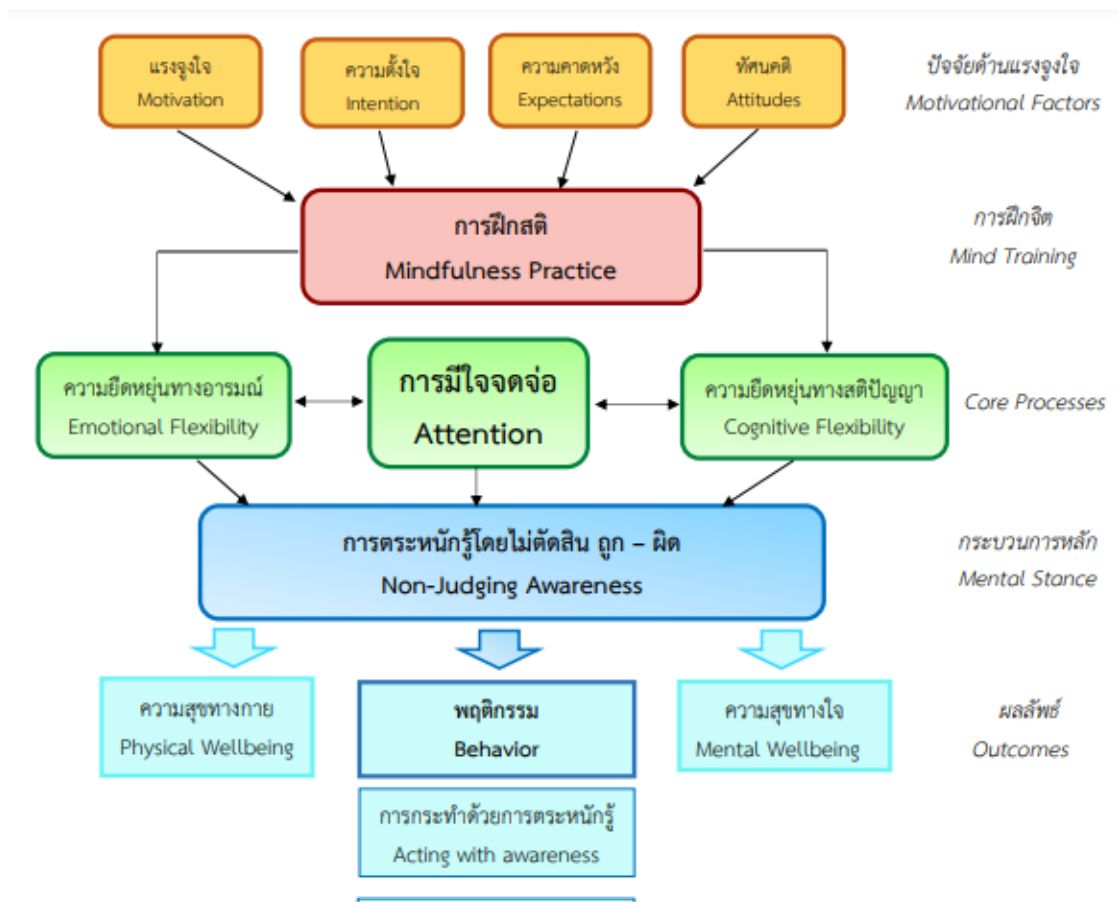 แรงจูงใจ
Motivation
ความตั้งใจ
Intention
ความคาดหวัง
Expectations
ทัศนคติ
Attitudes
ปัจจัยด้านแรงจูงใจ
Motivational Factors
การฝึกสติ
Mindfulness Practice
การฝึกจิต
Mind Training
ความยืดหยุ่นทางอารมณ์
Emotional Flexibility
การมีใจจดจ่อ
Attention
ความยืดหยุ่นทางสติปัญญา
Cognitive Flexibility
Core Processes
การตระหนักรู้โดยไม่ตัดสิน ถูก – ผิด
Non-Judging Awareness
กระบวนการหลัก
Mental Stance
ความสุขทางกาย
Physical Wellbeing
พฤติกรรม
Behavior
ความสุขทางใจ
Mental Wellbeing
ผลลัพธ์
Outcomes
การกระทำด้วยการตระหนักรู้
Acting with awareness